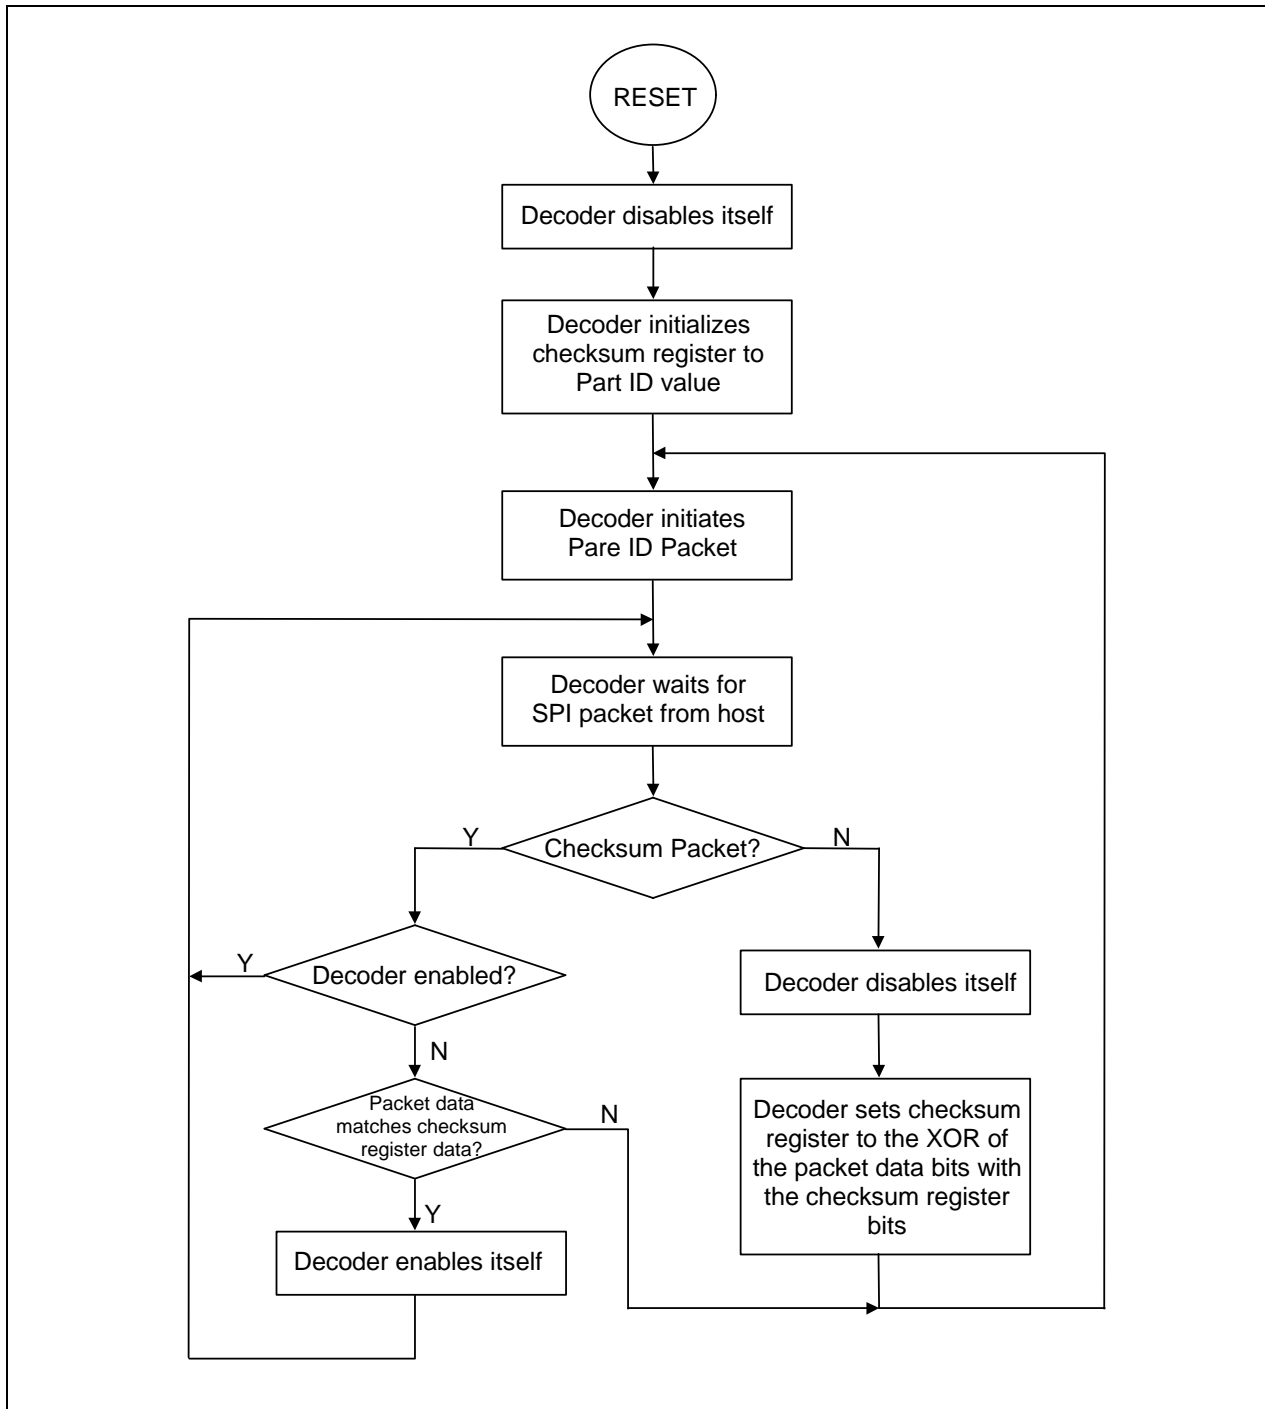 RESET
Decoder disables itself
Decoder initializes
checksum register to
Part ID value
Decoder initiates
Pare ID Packet
Decoder waits for
SPI packet from host
Checksum Packet?
Y
N
Decoder enabled?
Y
N
Decoder disables itself
Packet data
matches checksum
register data?
N
Y
Decoder sets checksum
register to the XOR of
the packet data bits with
the checksum register
bits
Decoder enables itself